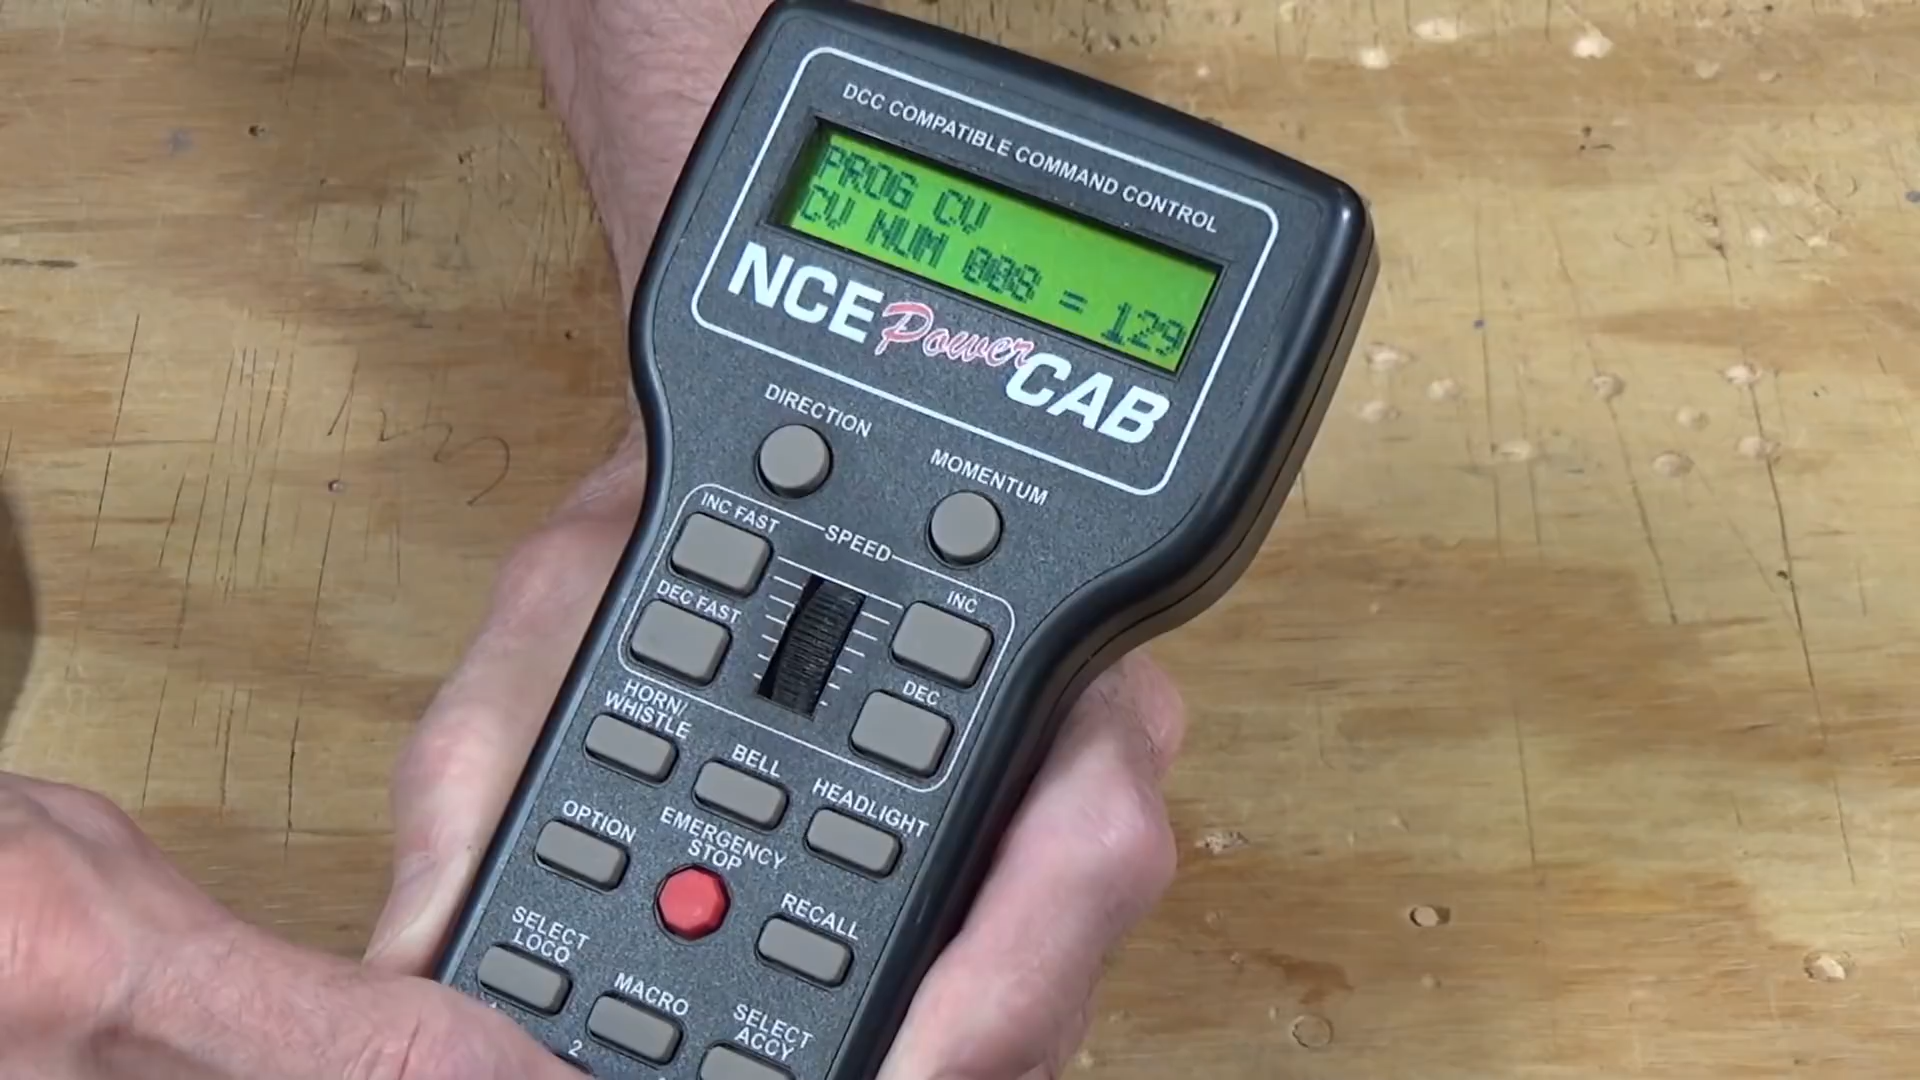 DCC COMPATIBLE COMMAND CONTROL
PROG CV
CV NUM 008 = 129
NCE Power CAB
DIRECTION
MOMENTUM
INC FAST
SPEED
INC
DEC FAST
DEC
HORN/
WHISTLE
BELL
HEADLIGHT
OPTION
EMERGENCY
STOP
RECALL
SELECT
LOCO
MACRO
SELECT
ACCY
2